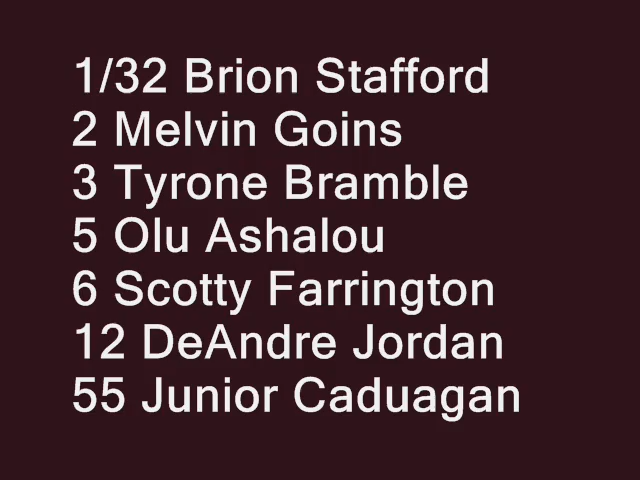 1/32 Brion Stafford
2 Melvin Goins
3 Tyrone Bramble
5 Olu Ashalou
6 Scotty Farrington
12 DeAndre Jordan
55 Junior Caduagan